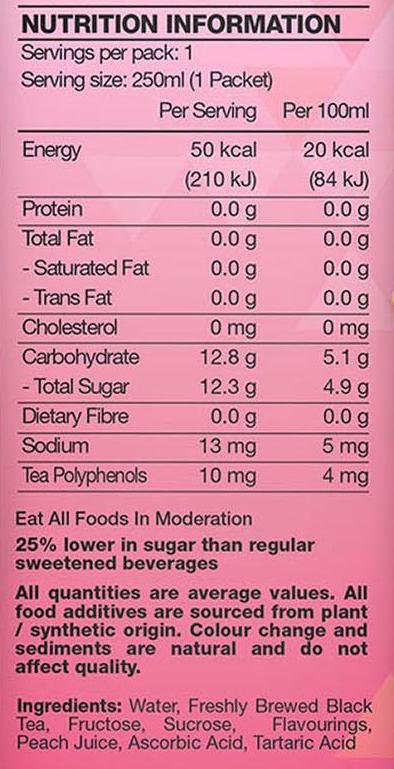 NUTRITION INFORMATION
Servings per pack: 1
Serving size: 250ml (1 Packet)
Per Serving Per 100ml
Energy 50 kcal 20 kcal
(210 kJ) (84 kJ)
Protein 0.0 g 0.0 g
Total Fat 0.0 g 0.0 g
- Saturated Fat 0.0 g 0.0 g
- Trans Fat 0.0 g 0.0 g
Cholesterol 0 mg 0 mg
Carbohydrate 12.8 g 5.1 g
- Total Sugar 12.3 g 4.9 g
Dietary Fibre 0.0 g 0.0 g
Sodium 13 mg 5 mg
Tea Polyphenols 10 mg 4 mg
Eat All Foods In Moderation
25% lower in sugar than regular
sweetened beverages
All quantities are average values. All
food additives are sourced from plant
/ synthetic origin. Colour change and
sediments are natural and do not
affect quality.
Ingredients: Water, Freshly Brewed Black
Tea, Fructose, Sucrose, Flavourings,
Peach Juice, Ascorbic Acid, Tartaric Acid